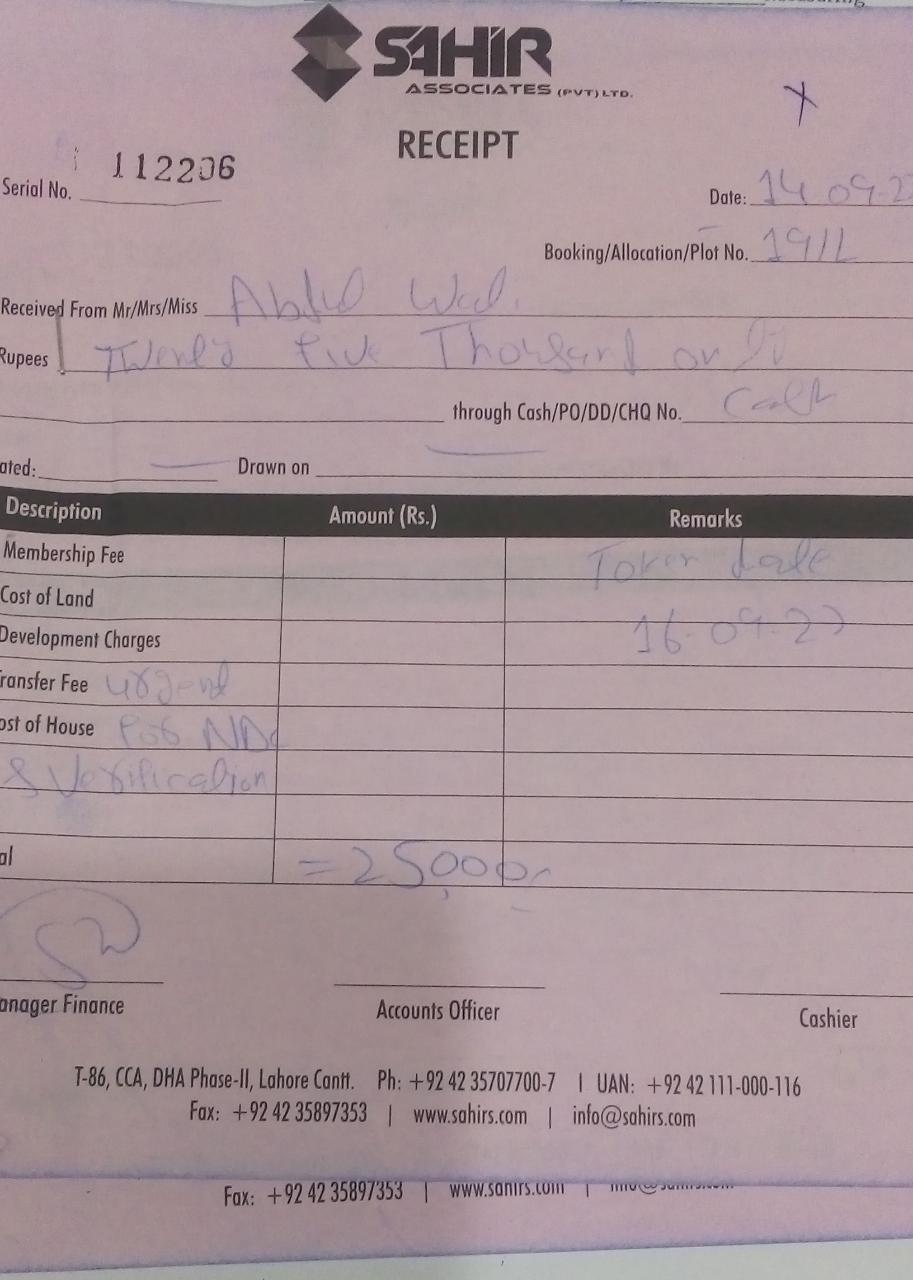 SAHIR
ASSOCIATES (PVT) LTD.
RECEIPT
Serial No. 112206
Date: 14 09-2
Booking/Allocation/Plot No. 191L
Received From Mr/Mrs/Miss Abdul
Rupees Twenty Five Thousand only
through Cash/PO/DD/CHQ No. Cash
ated: — Drawn on —
Description Amount (Rs.) Remarks
Membership Fee Token date
Cost of Land
Development Charges 16-09-22
ransfer Fee urgent
ost of House For NDC
& Verification
al = 25,000
anager Finance Accounts Officer Cashier
T-86, CCA, DHA Phase-II, Lahore Cantt. Ph: +92 42 35707700-7 | UAN: +92 42 111-000-116
Fax: +92 42 35897353 | www.sahirs.com | info@sahirs.com
Fax: +92 42 35897353 | www.sahirs.com |